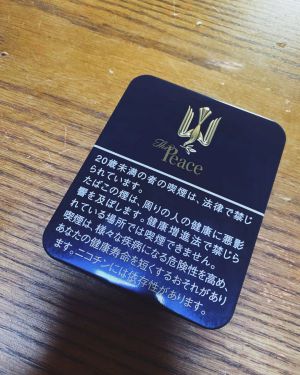 The
Peace
20歳未満の者の喫煙は、法律で禁じ
られています。
たばこの煙は、周りの人の健康に悪影
響を及ぼします。健康増進法で禁じら
れている場所では喫煙できません。
喫煙は、様々な疾病になる危険性を高め、
あなたの健康寿命を短くするおそれがあり
ます。ニコチンには依存性があります。